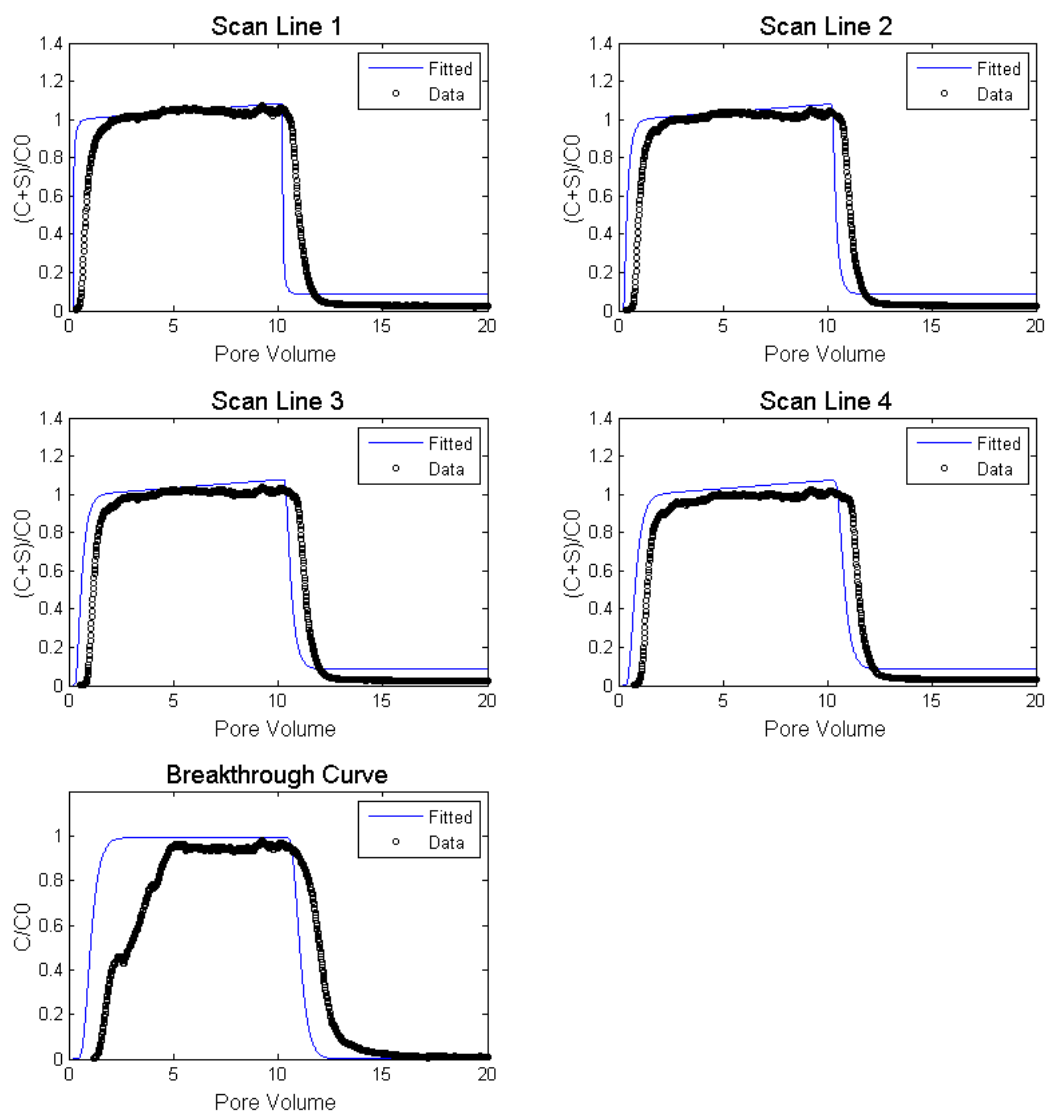 Scan Line 1
1.4
1.2
1
0.8
0.6
0.4
0.2
0
(C+S)/C0
Fitted
Data
0 5 10 15 20
Pore Volume
Scan Line 2
1.4
1.2
1
0.8
0.6
0.4
0.2
0
(C+S)/C0
Fitted
Data
0 5 10 15 20
Pore Volume
Scan Line 3
1.4
1.2
1
0.8
0.6
0.4
0.2
0
(C+S)/C0
Fitted
Data
0 5 10 15 20
Pore Volume
Scan Line 4
1.4
1.2
1
0.8
0.6
0.4
0.2
0
(C+S)/C0
Fitted
Data
0 5 10 15 20
Pore Volume
Breakthrough Curve
1
0.8
0.6
0.4
0.2
0
C/C0
Fitted
Data
0 5 10 15 20
Pore Volume